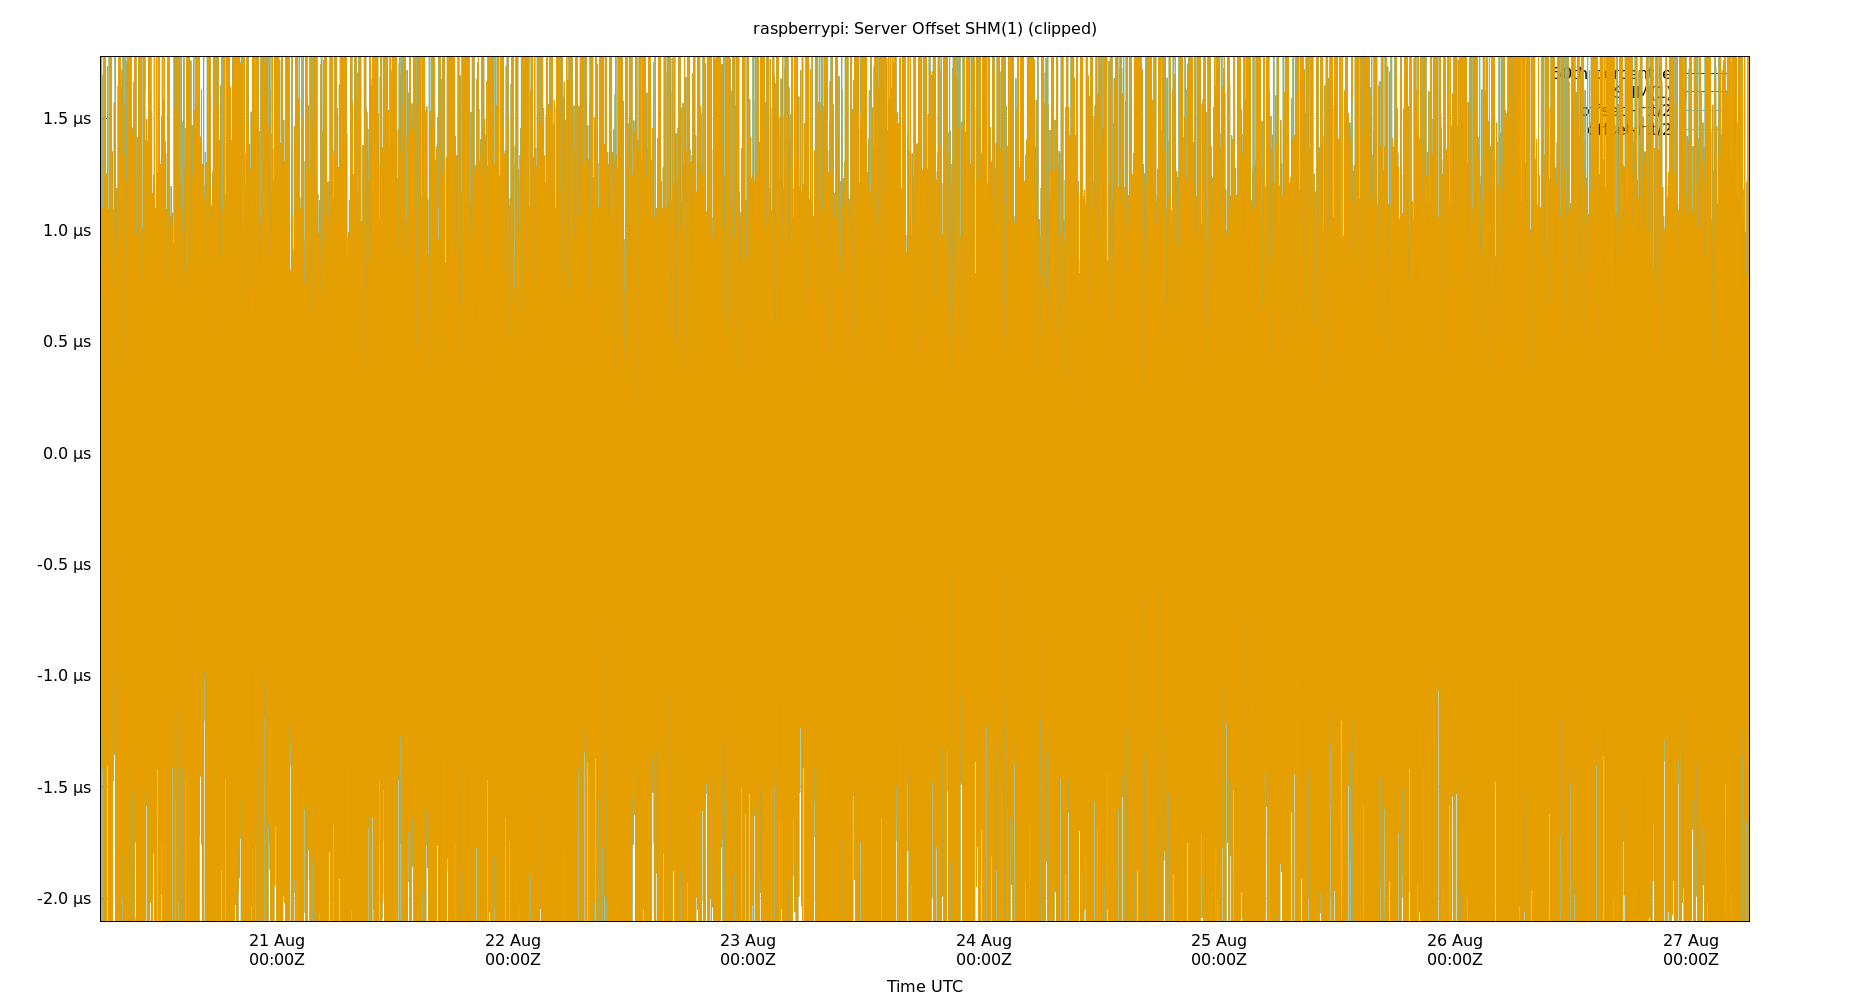 raspberrypi: Server Offset SHM(1) (clipped)
1.5 µs
1.0 µs
0.5 µs
0.0 µs
-0.5 µs
-1.0 µs
-1.5 µs
-2.0 µs
21 Aug 22 Aug 23 Aug 24 Aug 25 Aug 26 Aug 27 Aug
00:00Z 00:00Z 00:00Z 00:00Z 00:00Z 00:00Z 00:00Z
Time UTC